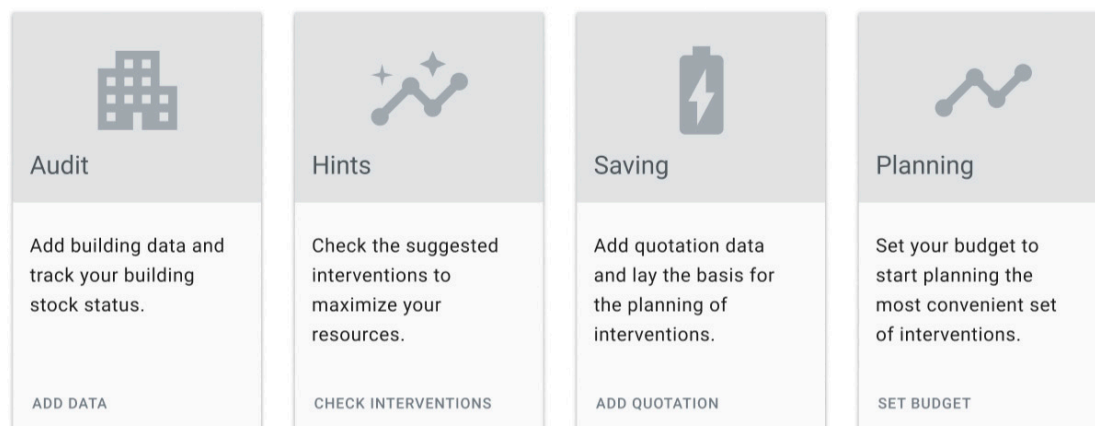 Audit
Add building data and
track your building
stock status.
ADD DATA
Hints
Check the suggested
interventions to
maximize your
resources.
CHECK INTERVENTIONS
Saving
Add quotation data
and lay the basis for
the planning of
interventions.
ADD QUOTATION
Planning
Set your budget to
start planning the
most convenient set
of interventions.
SET BUDGET